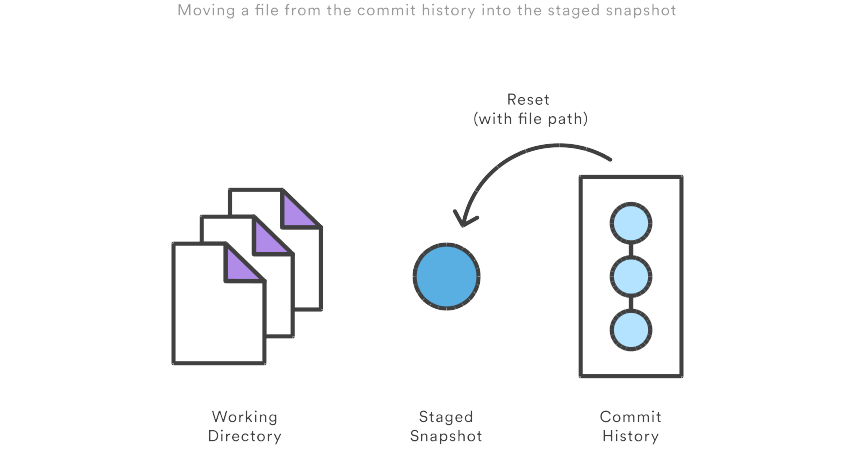 Moving a file from the commit history into the staged snapshot
Reset
(with file path)
Working
Directory
Staged
Snapshot
Commit
History